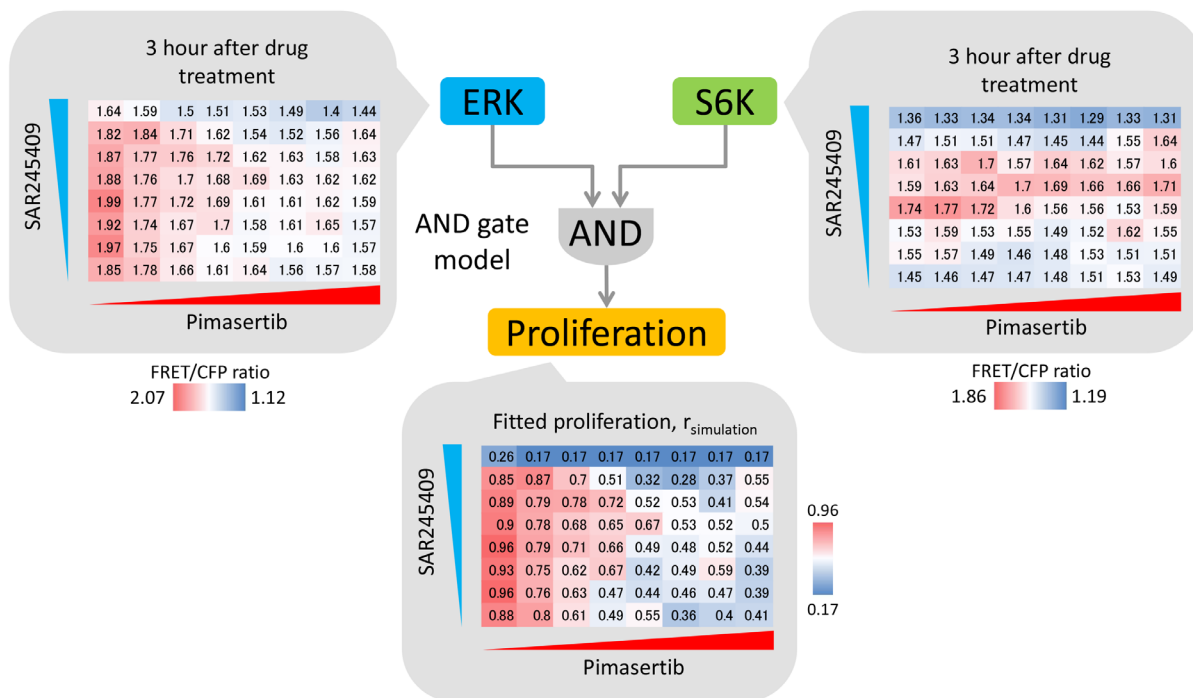 3 hour after drug
treatment
SAR245409
1.64 1.59 1.5 1.51 1.53 1.49 1.4 1.44
1.82 1.84 1.71 1.62 1.54 1.52 1.56 1.64
1.87 1.77 1.76 1.72 1.62 1.63 1.58 1.63
1.88 1.76 1.7 1.68 1.69 1.63 1.62 1.62
1.99 1.77 1.72 1.69 1.61 1.61 1.62 1.59
1.92 1.74 1.67 1.7 1.58 1.61 1.65 1.57
1.97 1.75 1.67 1.6 1.59 1.6 1.6 1.57
1.85 1.78 1.66 1.61 1.64 1.56 1.57 1.58
Pimasertib
FRET/CFP ratio
2.07 1.12
ERK
S6K
AND gate
model
AND
Proliferation
3 hour after drug
treatment
SAR245409
1.36 1.33 1.34 1.34 1.31 1.29 1.33 1.31
1.47 1.51 1.51 1.47 1.45 1.44 1.55 1.64
1.61 1.63 1.7 1.57 1.64 1.62 1.57 1.6
1.59 1.63 1.64 1.7 1.69 1.66 1.66 1.71
1.74 1.77 1.72 1.6 1.56 1.56 1.53 1.59
1.53 1.59 1.53 1.55 1.49 1.52 1.62 1.55
1.55 1.57 1.49 1.46 1.48 1.53 1.51 1.51
1.45 1.46 1.47 1.47 1.48 1.51 1.53 1.49
Pimasertib
FRET/CFP ratio
1.86 1.19
Fitted proliferation, rsimulation
SAR245409
0.26 0.17 0.17 0.17 0.17 0.17 0.17 0.17
0.85 0.87 0.7 0.51 0.32 0.28 0.37 0.55
0.89 0.79 0.78 0.72 0.52 0.53 0.41 0.54
0.9 0.78 0.68 0.65 0.67 0.53 0.52 0.5
0.96 0.79 0.71 0.66 0.49 0.48 0.52 0.44
0.93 0.75 0.62 0.67 0.42 0.49 0.59 0.39
0.96 0.76 0.63 0.47 0.44 0.46 0.47 0.39
0.88 0.8 0.61 0.49 0.55 0.36 0.4 0.41
Pimasertib
0.96
0.17